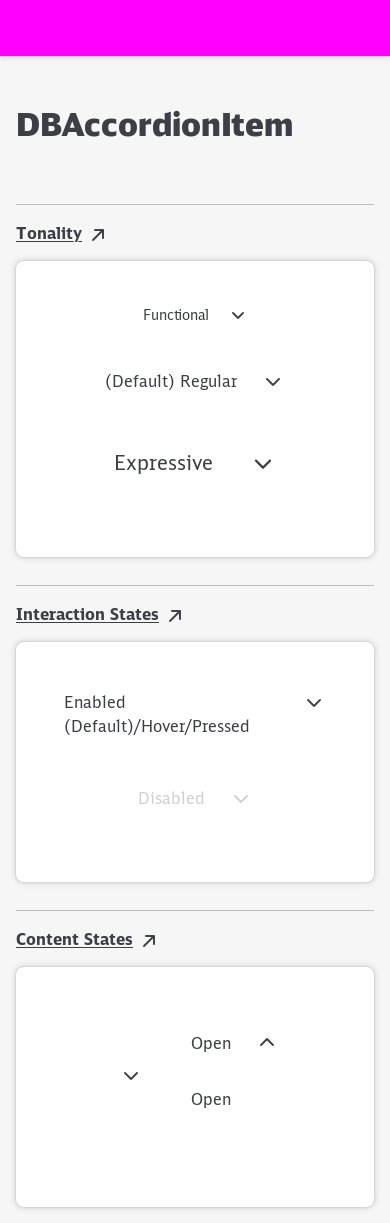 DBAccordionItem
Tonality
Functional
(Default) Regular
Expressive
Interaction States
Enabled
(Default)/Hover/Pressed
Disabled
Content States
Open
Open